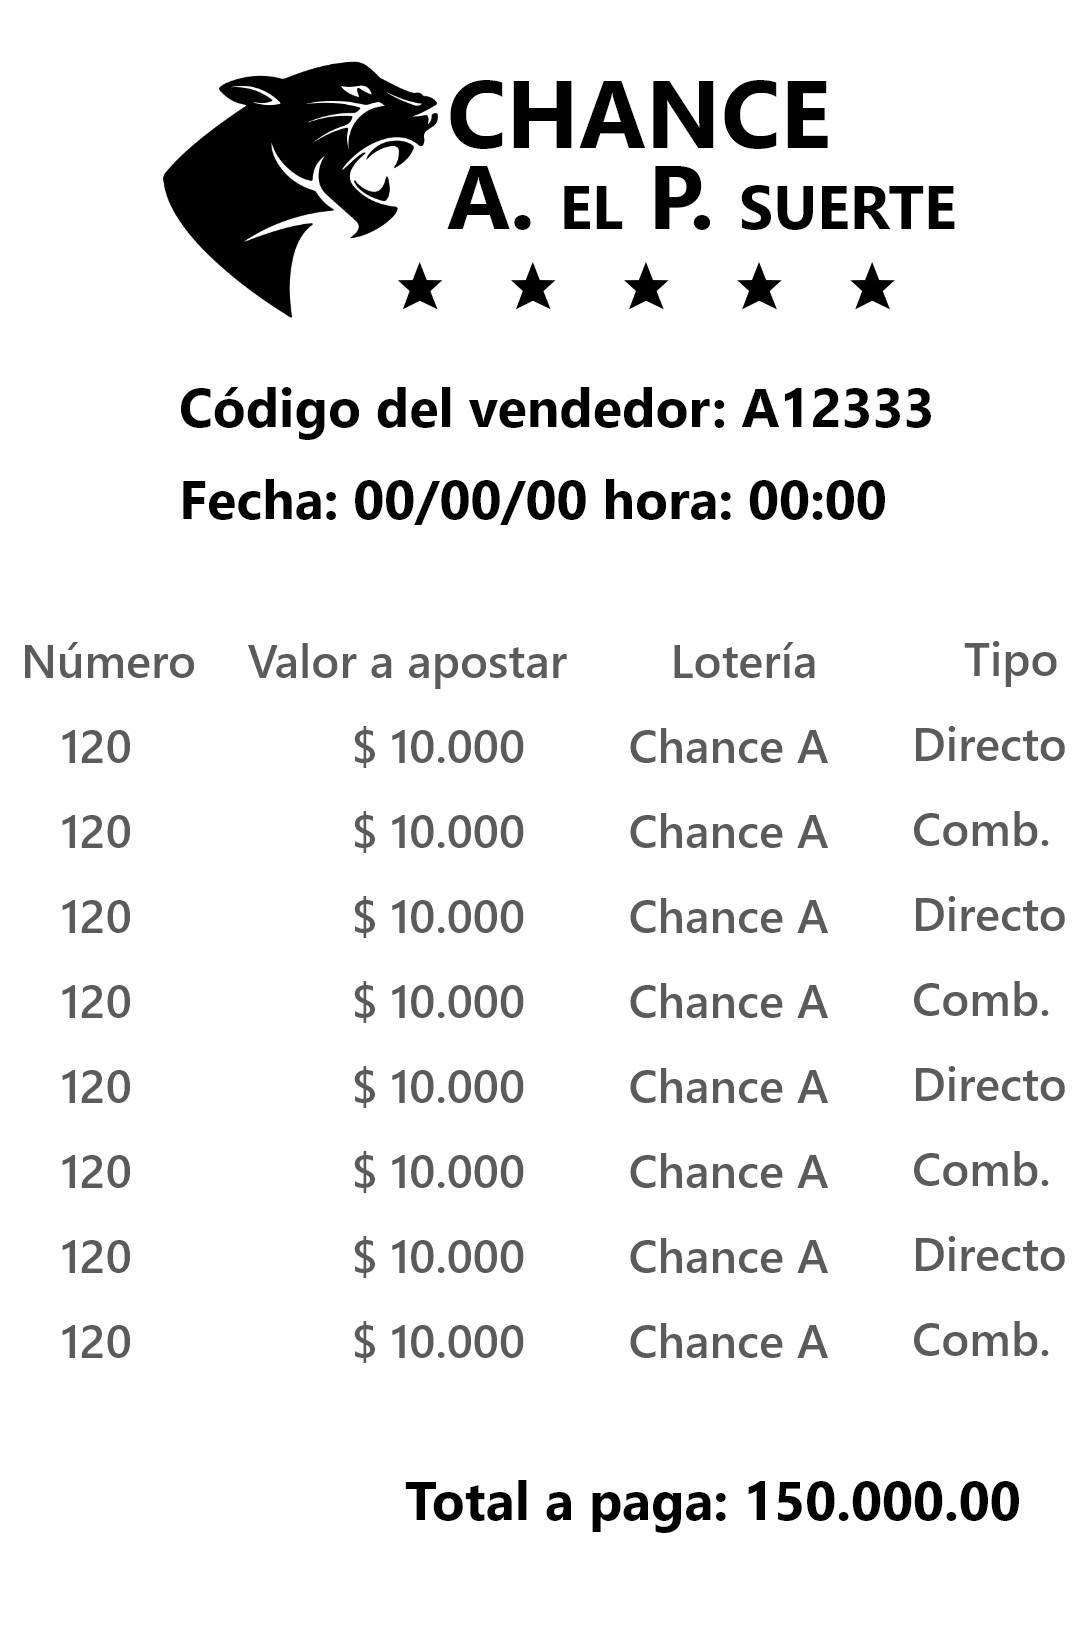 CHANCE
A. EL P. SUERTE
Código del vendedor: A12333
Fecha: 00/00/00 hora: 00:00
Número Valor a apostar Lotería Tipo
120 $ 10.000 Chance A Directo
120 $ 10.000 Chance A Comb.
120 $ 10.000 Chance A Directo
120 $ 10.000 Chance A Comb.
120 $ 10.000 Chance A Directo
120 $ 10.000 Chance A Comb.
120 $ 10.000 Chance A Directo
120 $ 10.000 Chance A Comb.
Total a paga: 150.000.00